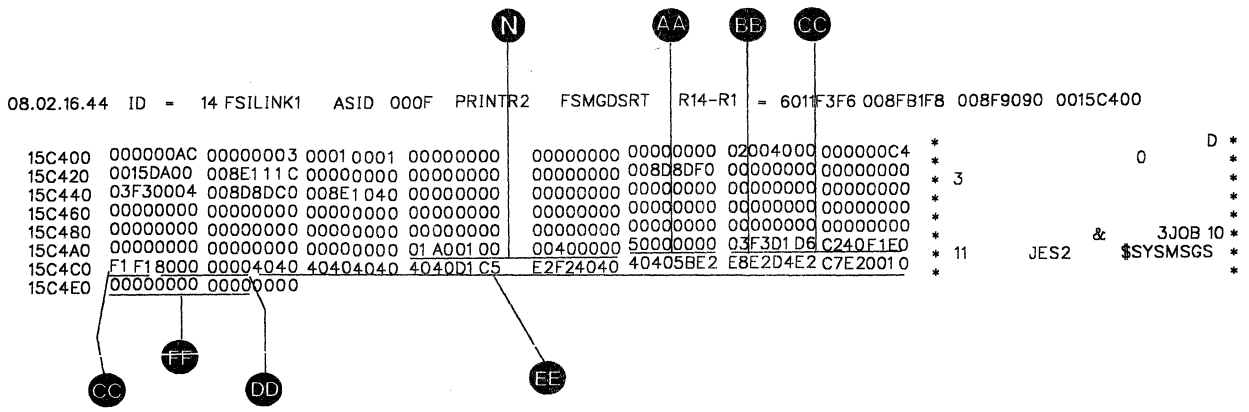 N AA BB CC
08.02.16.44 ID = 14 FSILINK1 ASID 000F PRINTR2 FSMGDSRT R14-R1 = 6011F3F6 008FB1F8 008F9090 0015C400
15C400 000000AC 00000003 00010001 00000000 00000000 00000000 02004000 000000C4 * D *
15C420 0015DA00 008E111C 00000000 00000000 00000000 008D8DF0 00000000 00000000 * 0 *
15C440 03F30004 008D8DC0 008E1040 00000000 00000000 00000000 00000000 00000000 * 3 *
15C460 00000000 00000000 00000000 00000000 00000000 00000000 00000000 00000000 * *
15C480 00000000 00000000 00000000 00000000 00000000 00000000 00000000 00000000 * *
15C4A0 00000000 00000000 00000000 01A00100 00400000 50000000 03F3D1D6 C240F1E0 * & 3JOB 10 *
15C4C0 F1F18000 00004040 40404040 4040D1C5 E2F24040 40405BE2 E8E2D4E2 C7E20010 * 11 JES2 $SYSMSGS *
15C4E0 00000000 00000000 * *
FF
CC DD EE